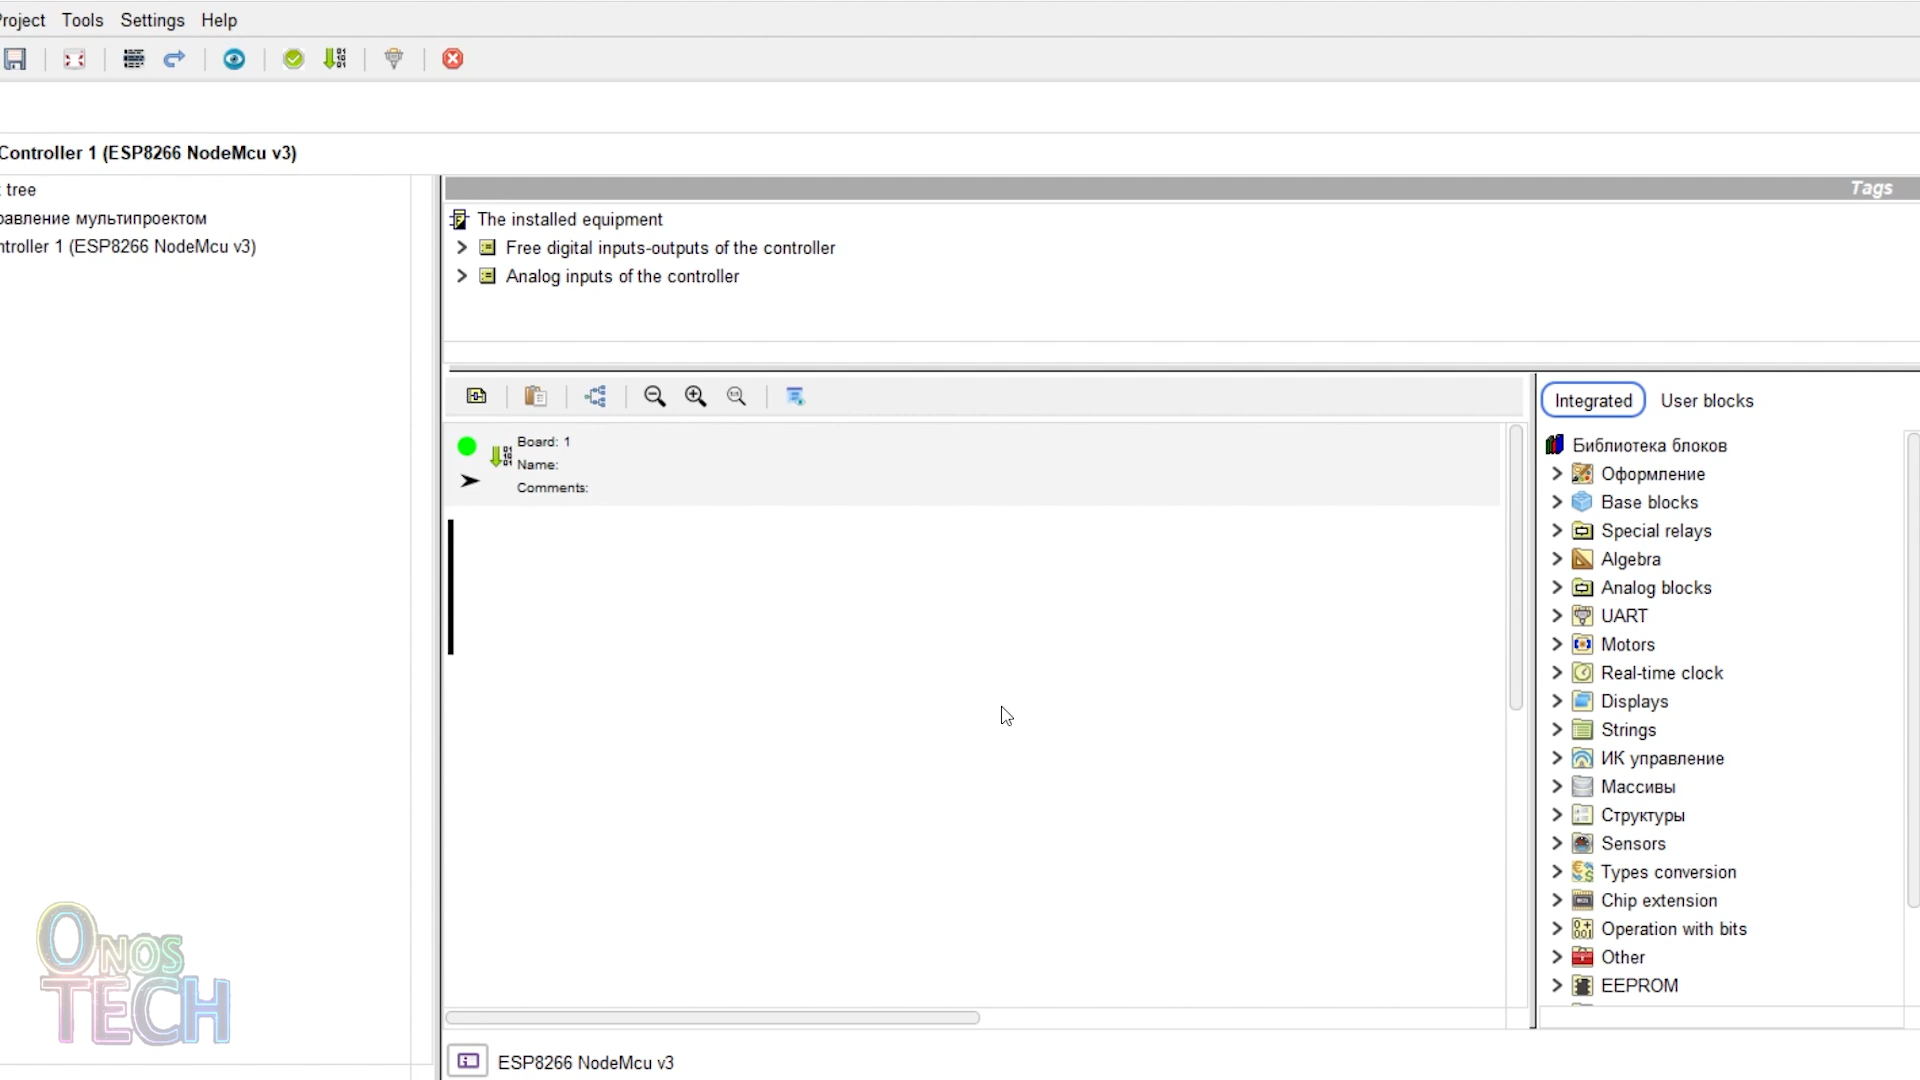 roject Tools Settings Help
Controller 1 (ESP8266 NodeMcu v3)
tree
равление мультипроектом
ntroller 1 (ESP8266 NodeMcu v3)
Tags
The installed equipment
Free digital inputs-outputs of the controller
Analog inputs of the controller
Board: 1
Name:
Comments:
Integrated User blocks
Библиотека блоков
Оформление
Base blocks
Special relays
Algebra
Analog blocks
UART
Motors
Real-time clock
Displays
Strings
ИК управление
Массивы
Структуры
Sensors
Types conversion
Chip extension
Operation with bits
Other
EEPROM
ONOS
TECH
ESP8266 NodeMcu v3